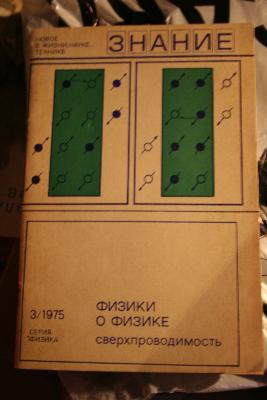 НОВОЕ
В ЖИЗНИ, НАУКЕ,
ТЕХНИКЕ
ЗНАНИЕ
3/1975
СЕРИЯ
ФИЗИКА
ФИЗИКИ
О ФИЗИКЕ
сверхпроводимость